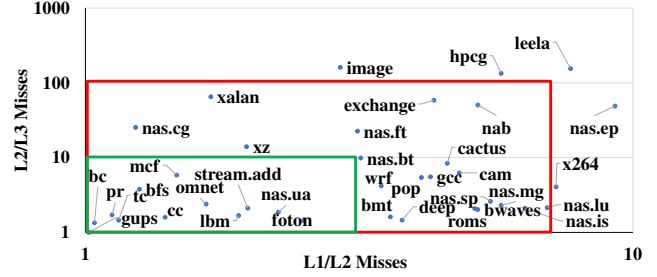 1000
leela
hpcg
image
100
xalan
exchange
nab
nas.ep
nas.cg
nas.ft
xz
cactus
10
nas.bt
x264
mcf
stream.add
wrf
gcc
cam
bc
pop
pr
tc
bfs
omnet
nas.ua
nas.sp
nas.mg
bmt
deep
bwaves
nas.lu
gups
cc
lbm
foton
roms
nas.is
1
1
10
L1/L2 Misses
L2/L3 Misses